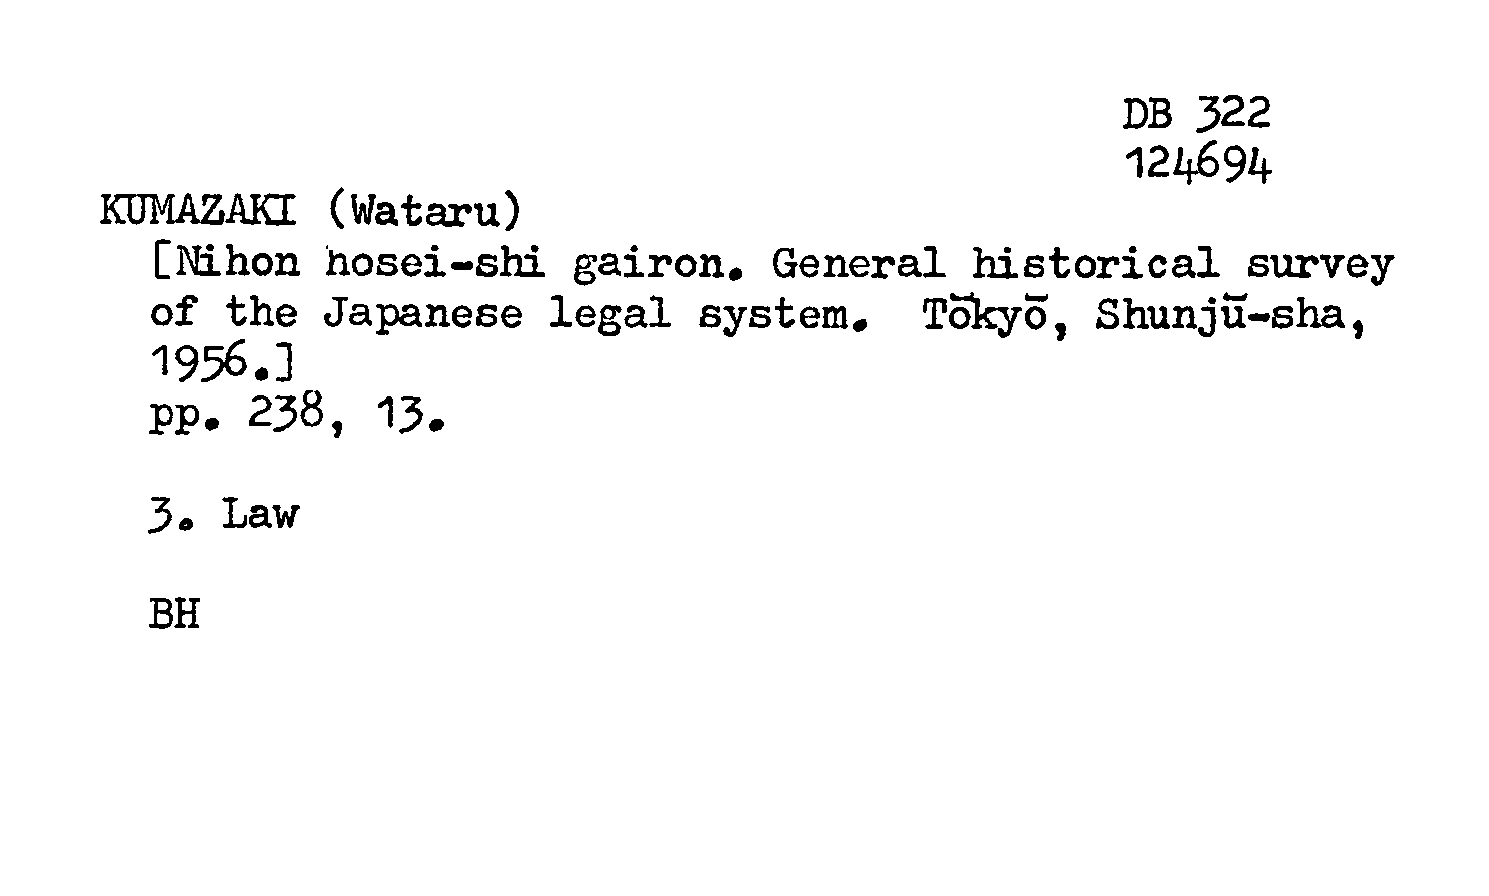 DB 322
124694
KUMAZAKI (Wataru)
[Nihon hosei-shi gairon. General historical survey
of the Japanese legal system. Tōkyō, Shunjū-sha,
1956.]
pp. 238, 13.
3. Law
BH